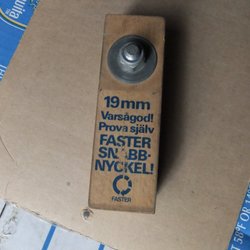 19mm
Varsågod!
Prova själv
FASTER
SNABB-
NYCKEL!
FASTER